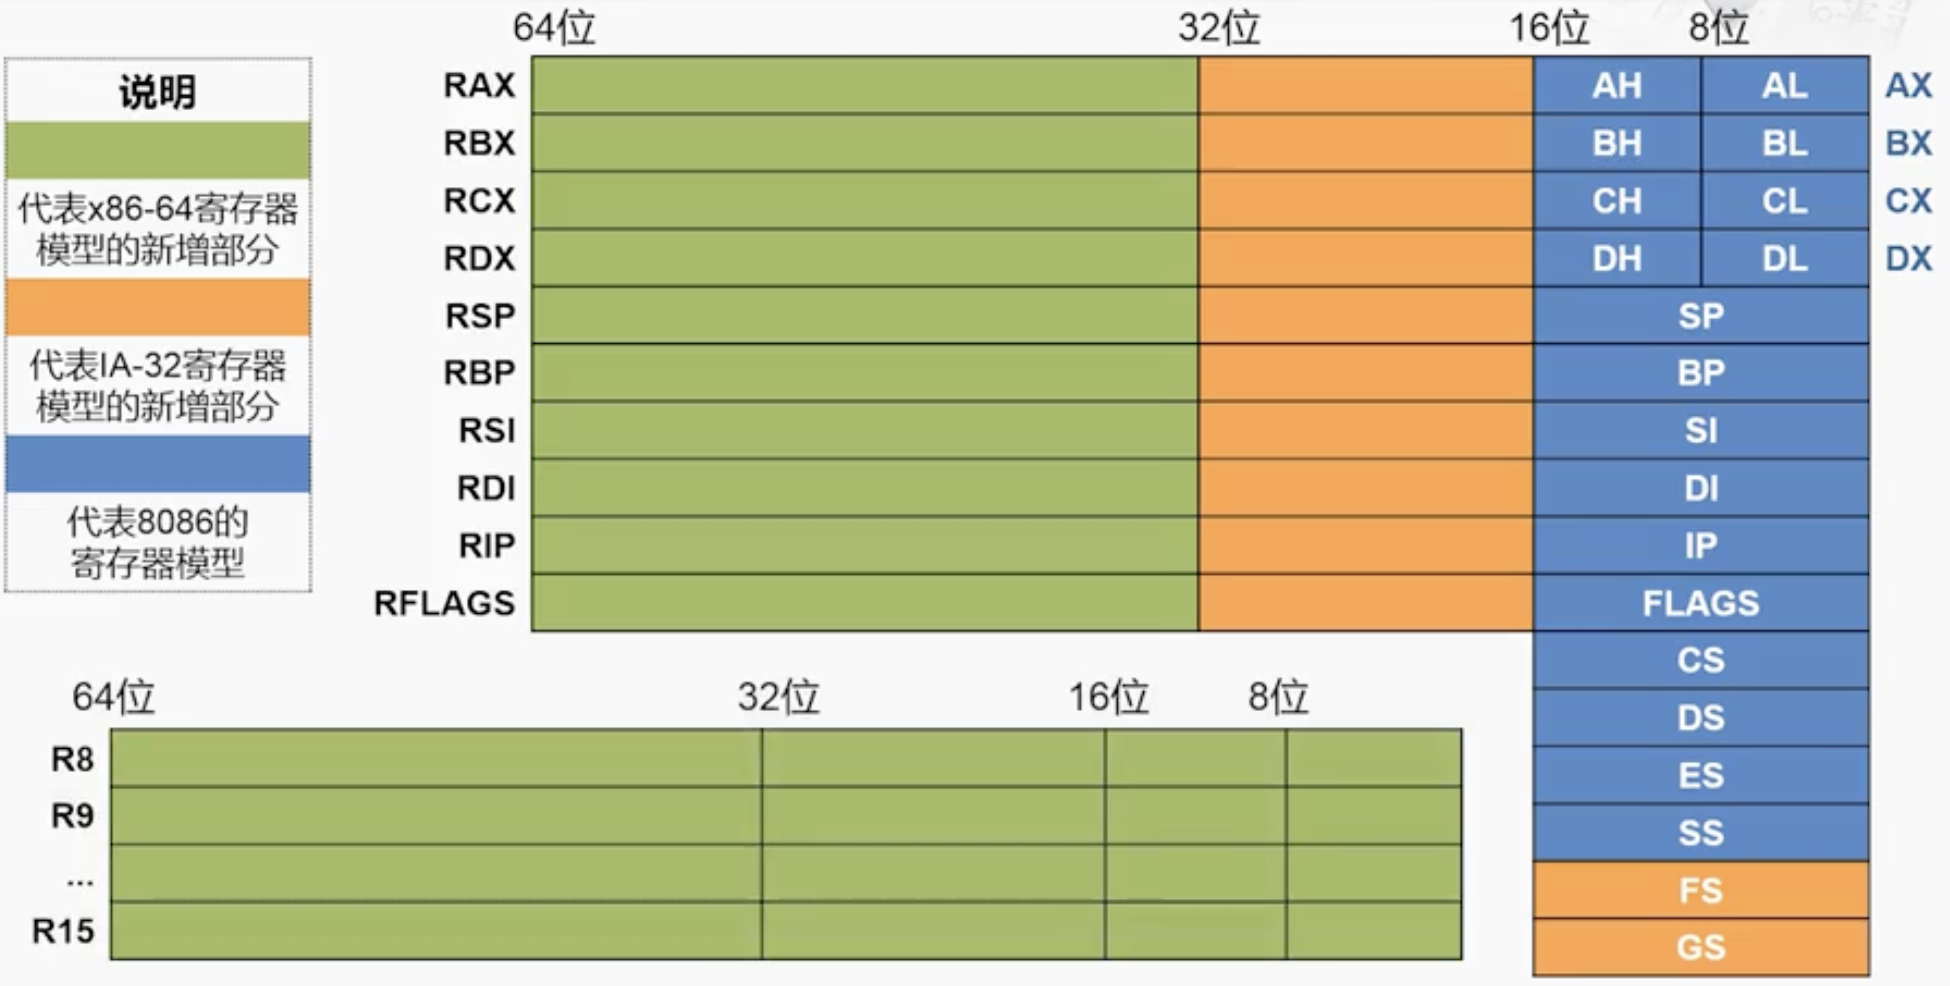 64位 32位 16位 8位
说明
代表x86-64寄存器
模型的新增部分
代表IA-32寄存器
模型的新增部分
代表8086的
寄存器模型
RAX AH AL AX
RBX BH BL BX
RCX CH CL CX
RDX DH DL DX
RSP SP
RBP BP
RSI SI
RDI DI
RIP IP
RFLAGS FLAGS
CS
DS
ES
SS
FS
GS
64位 32位 16位 8位
R8
R9
...
R15